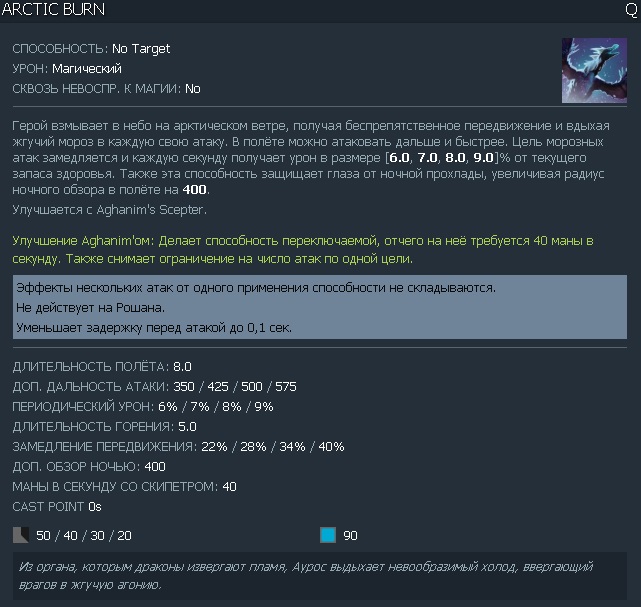 ARCTIC BURN Q
СПОСОБНОСТЬ: No Target
УРОН: Магический
СКВОЗЬ НЕВОСПР. К МАГИИ: No
Герой взмывает в небо на арктическом ветре, получая беспрепятственное передвижение и вдыхая
жгучий мороз в каждую свою атаку. В полёте можно атаковать дальше и быстрее. Цель морозных
атак замедляется и каждую секунду получает урон в размере [6.0, 7.0, 8.0, 9.0]% от текущего
запаса здоровья. Также эта способность защищает глаза от ночной прохлады, увеличивая радиус
ночного обзора в полёте на 400.
Улучшается с Aghanim's Scepter.
Улучшение Aghanim'ом: Делает способность переключаемой, отчего на неё требуется 40 маны в
секунду. Также снимает ограничение на число атак по одной цели.
Эффекты нескольких атак от одного применения способности не складываются.
Не действует на Рошана.
Уменьшает задержку перед атакой до 0,1 сек.
ДЛИТЕЛЬНОСТЬ ПОЛЁТА: 8.0
ДОП. ДАЛЬНОСТЬ АТАКИ: 350 / 425 / 500 / 575
ПЕРИОДИЧЕСКИЙ УРОН: 6% / 7% / 8% / 9%
ДЛИТЕЛЬНОСТЬ ГОРЕНИЯ: 5.0
ЗАМЕДЛЕНИЕ ПЕРЕДВИЖЕНИЯ: 22% / 28% / 34% / 40%
ДОП. ОБЗОР НОЧЬЮ: 400
МАНЫ В СЕКУНДУ СО СКИПЕТРОМ: 40
CAST POINT 0s
50 / 40 / 30 / 20 90
Из органа, которым драконы извергают пламя, Аурос выдыхает невообразимый холод, ввергающий
врагов в жгучую агонию.